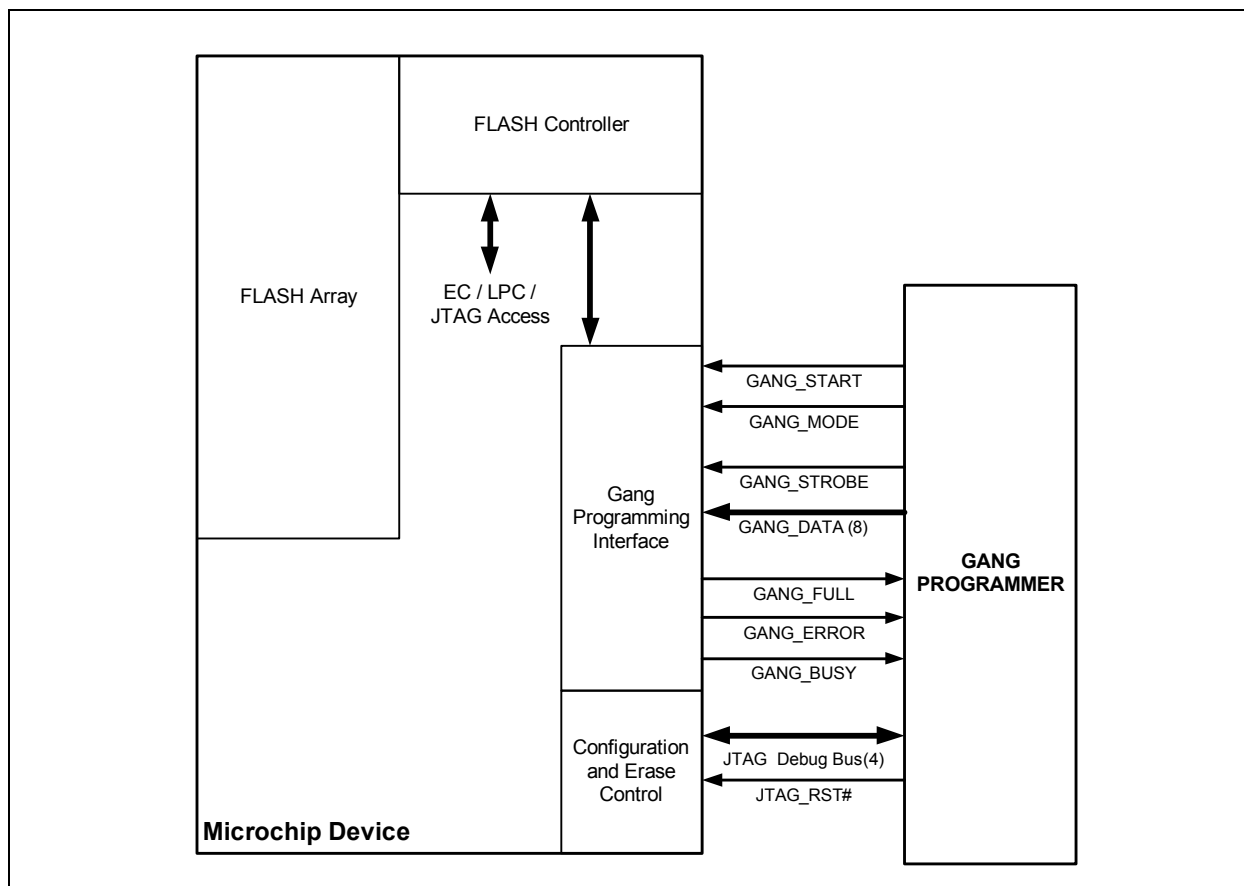 FLASH Controller
FLASH Array
EC / LPC /
JTAG Access
GANG_START
GANG_MODE
GANG_STROBE
GANG_DATA (8)
Gang
Programming
Interface
GANG_FULL
GANG_ERROR
GANG_BUSY
GANG
PROGRAMMER
Configuration
and Erase
Control
JTAG Debug Bus(4)
JTAG_RST#
Microchip Device